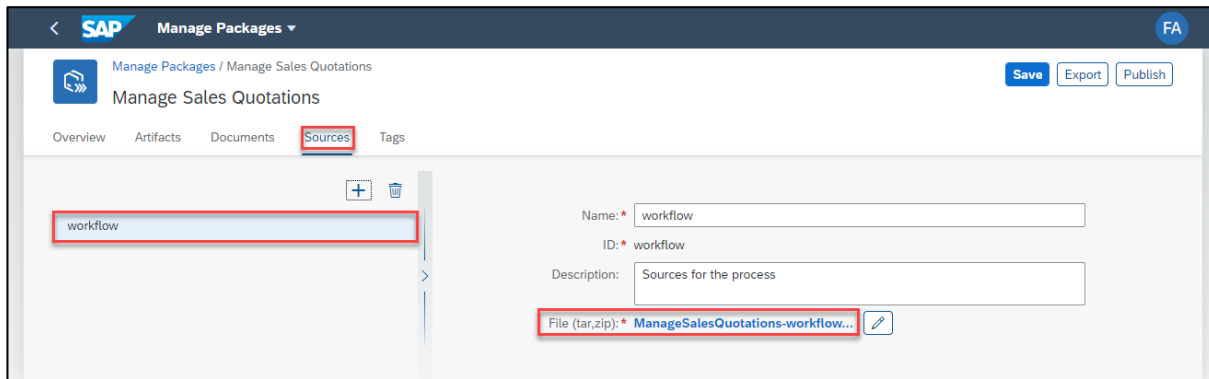 SAP Manage Packages
FA
Manage Packages / Manage Sales Quotations
Manage Sales Quotations
Save Export Publish
Overview Artifacts Documents Sources Tags
workflow
Name:* workflow
ID:* workflow
Description: Sources for the process
File (tar,zip):* ManageSalesQuotations-workflow...